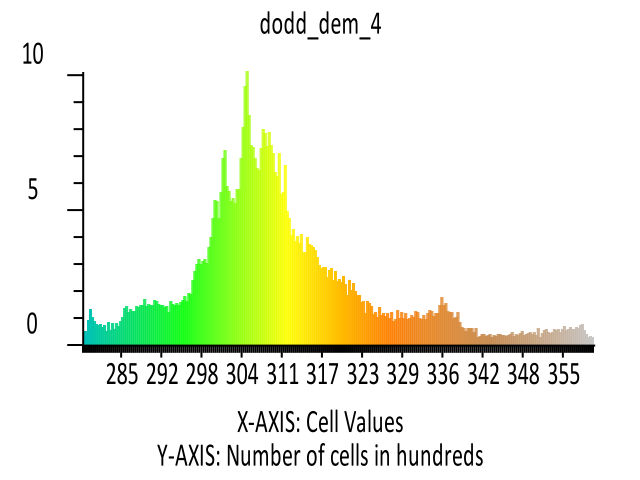 dodd_dem_4
10
5
0
285 292 298 304 311 317 323 329 336 342 348 355
X-AXIS: Cell Values
Y-AXIS: Number of cells in hundreds